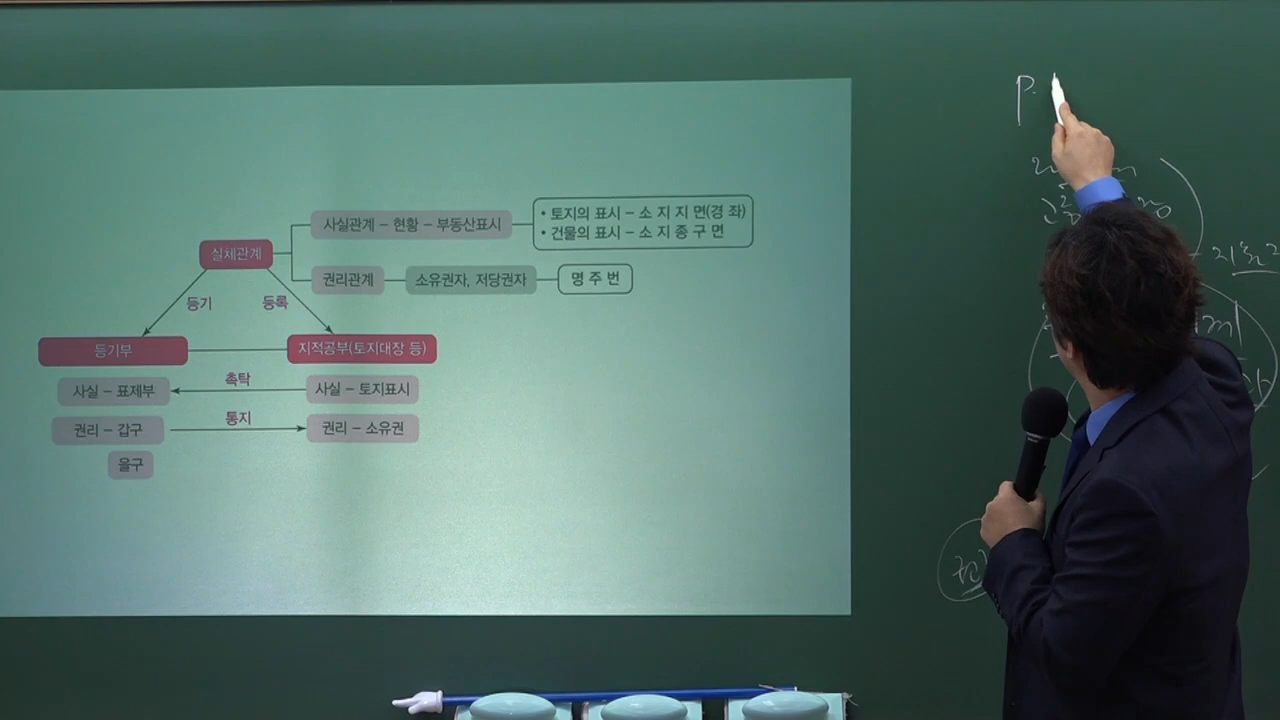 사실관계 – 현황 – 부동산표시
• 토지의 표시 – 소 지 지 면(경 좌)
• 건물의 표시 – 소 지 종 구 면
실체관계
권리관계
소유권자, 저당권자
명 주 번
등기
등록
등기부
지적공부(토지대장 등)
사실 – 표제부
촉탁
사실 – 토지표시
권리 – 갑구
통지
권리 – 소유권
을구
P.